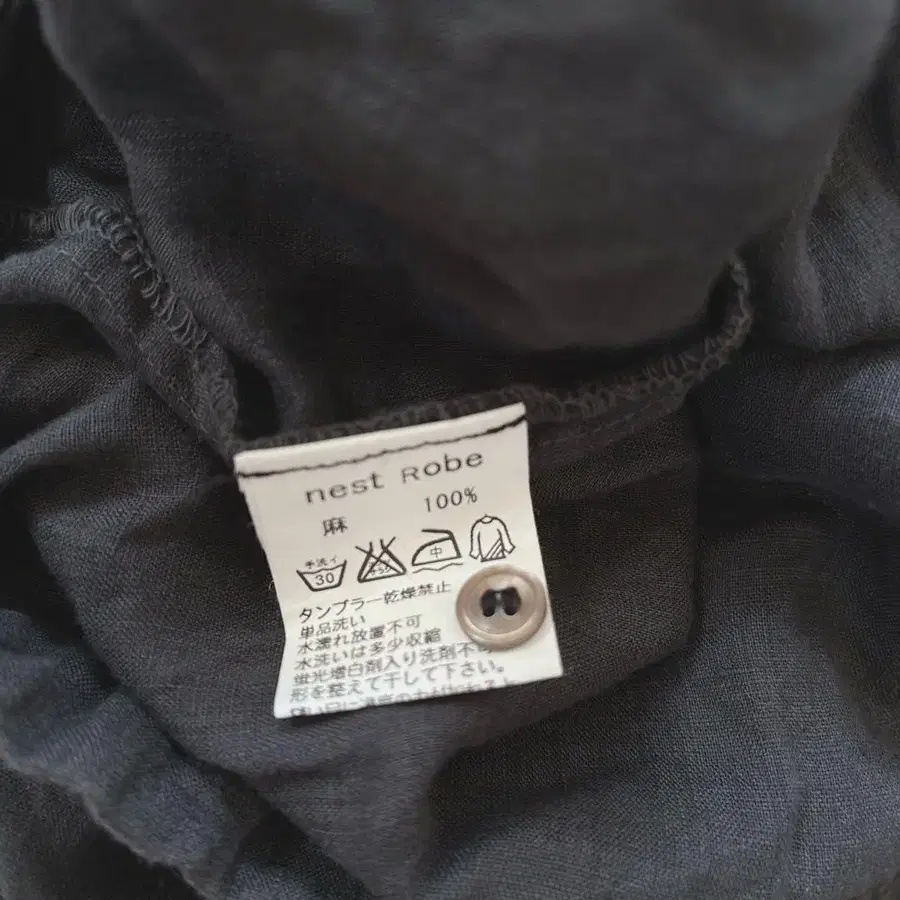 nest Robe
麻 100%
手洗イ
30 中
タンブラー乾燥禁止
単品洗い
水濡れ放置不可
水洗いは多少収縮
蛍光増白剤入り洗剤不可
形を整えて干して下さい。